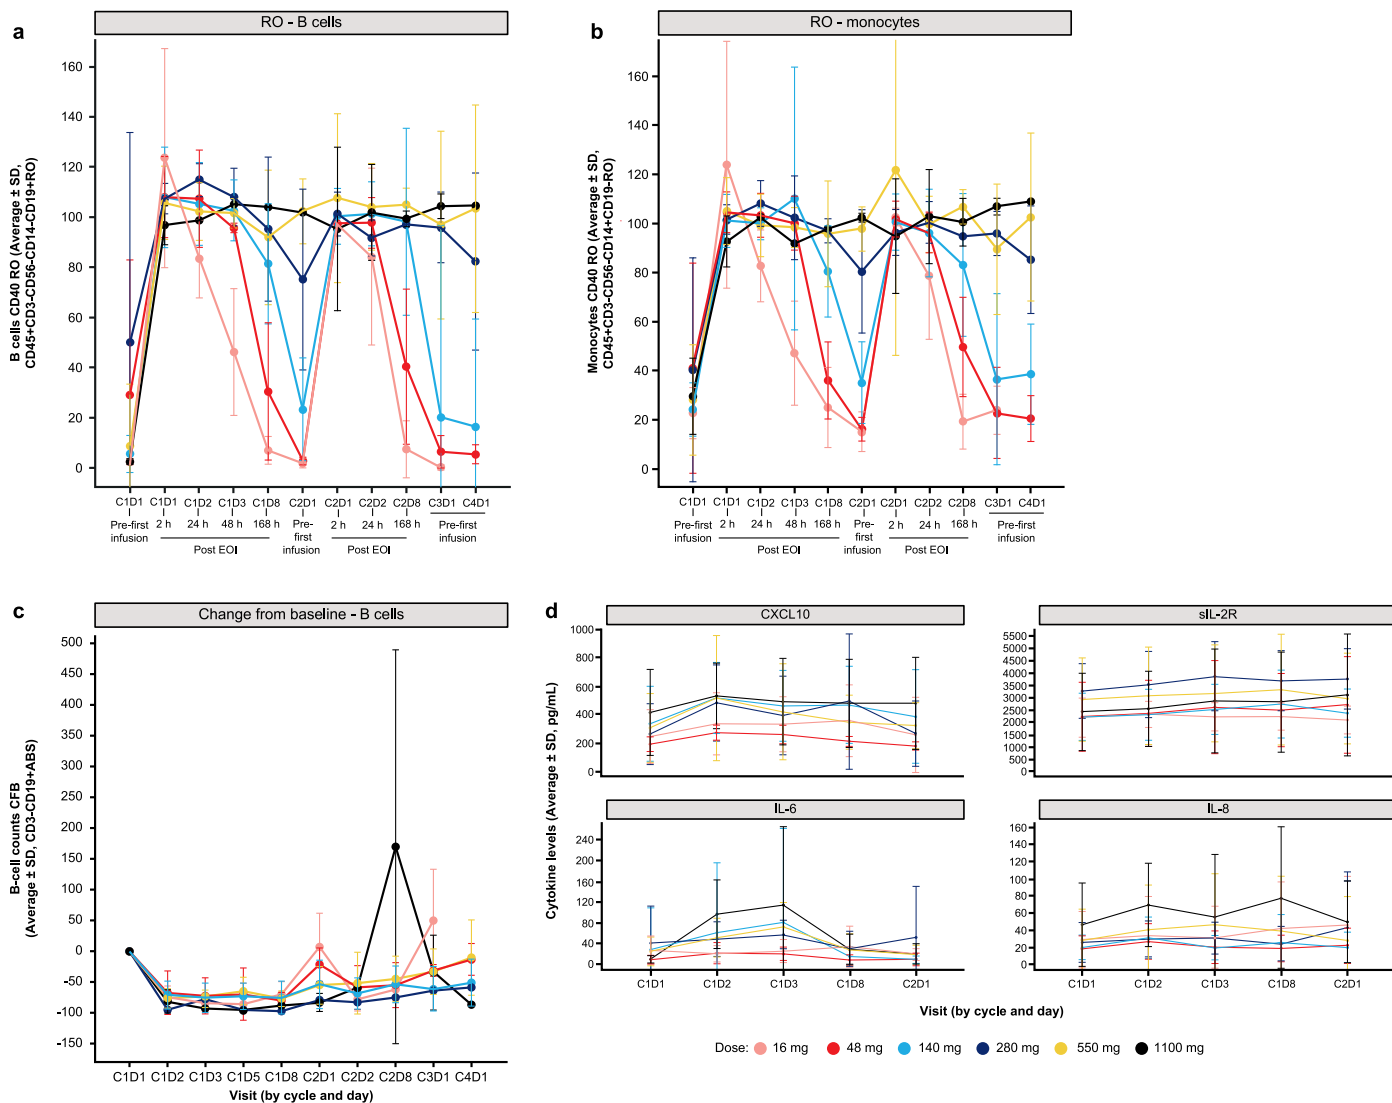 a
RO - B cells
B cells CD40 RO (Average ± SD,
CD45+CD3-CD56-CD14-CD19+RO)
160
140
120
100
80
60
40
20
0
C1D1 C1D1 C1D2 C1D3 C1D8 C2D1 C2D1 C2D2 C2D8 C3D1 C4D1
Pre-first infusion
2 h 24 h 48 h 168 h
Pre-first infusion
2 h 24 h 168 h
Pre-first infusion
Post EOI
Post EOI
b
RO - monocytes
Monocytes CD40 RO (Average ± SD,
CD45+CD3-CD56-CD14+CD19-RO)
160
140
120
100
80
60
40
20
0
C1D1 C1D1 C1D2 C1D3 C1D8 C2D1 C2D1 C2D2 C2D8 C3D1 C4D1
Pre-first infusion
2 h 24 h 48 h 168 h
Pre-first infusion
2 h 24 h 168 h
Pre-first infusion
Post EOI
Post EOI
c
Change from baseline - B cells
B-cell counts CFB
(Average ± SD, CD3-CD19+ABS)
500
450
400
350
300
250
200
150
100
50
0
-50
-100
-150
C1D1 C1D2 C1D3 C1D5 C1D8 C2D1 C2D2 C2D8 C3D1 C4D1
Visit (by cycle and day)
d
Cytokine levels (Average ± SD, pg/mL)
CXCL10
1000
800
600
400
200
0
sIL-2R
5500
5000
4500
4000
3500
3000
2500
2000
1500
1000
500
0
IL-6
240
200
160
120
80
40
0
C1D1 C1D2 C1D3 C1D8 C2D1
IL-8
160
140
120
100
80
60
40
20
0
C1D1 C1D2 C1D3 C1D8 C2D1
Visit (by cycle and day)
Dose: 16 mg 48 mg 140 mg 280 mg 550 mg 1100 mg